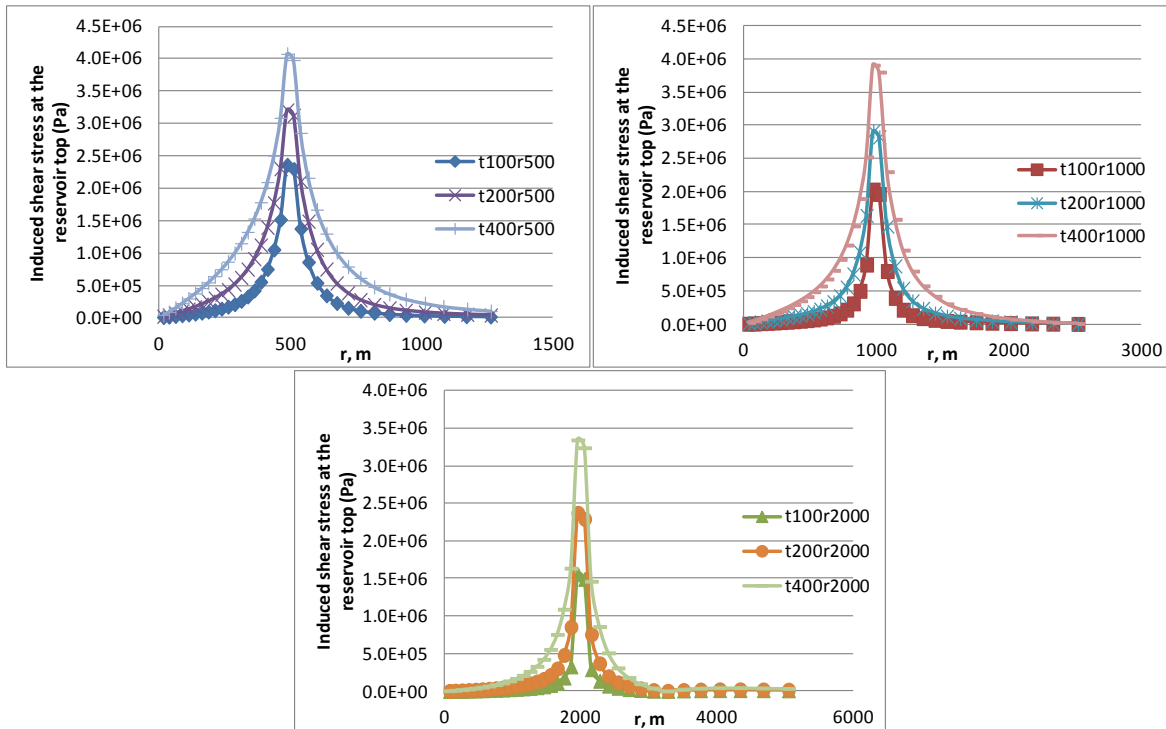 4.5E+06
4.0E+06
3.5E+06
3.0E+06
2.5E+06
2.0E+06
1.5E+06
1.0E+06
5.0E+05
0.0E+00
Induced shear stress at the
reservoir top (Pa)
t100r500
t200r500
t400r500
0 500 1000 1500
r, m
4.5E+06
4.0E+06
3.5E+06
3.0E+06
2.5E+06
2.0E+06
1.5E+06
1.0E+06
5.0E+05
0.0E+00
Induced shear stress at the
reservoir top (Pa)
t100r1000
t200r1000
t400r1000
0 1000 2000 3000
r, m
4.0E+06
3.5E+06
3.0E+06
2.5E+06
2.0E+06
1.5E+06
1.0E+06
5.0E+05
0.0E+00
Induced shear stress at the
reservoir top (Pa)
t100r2000
t200r2000
t400r2000
0 2000 4000 6000
r, m